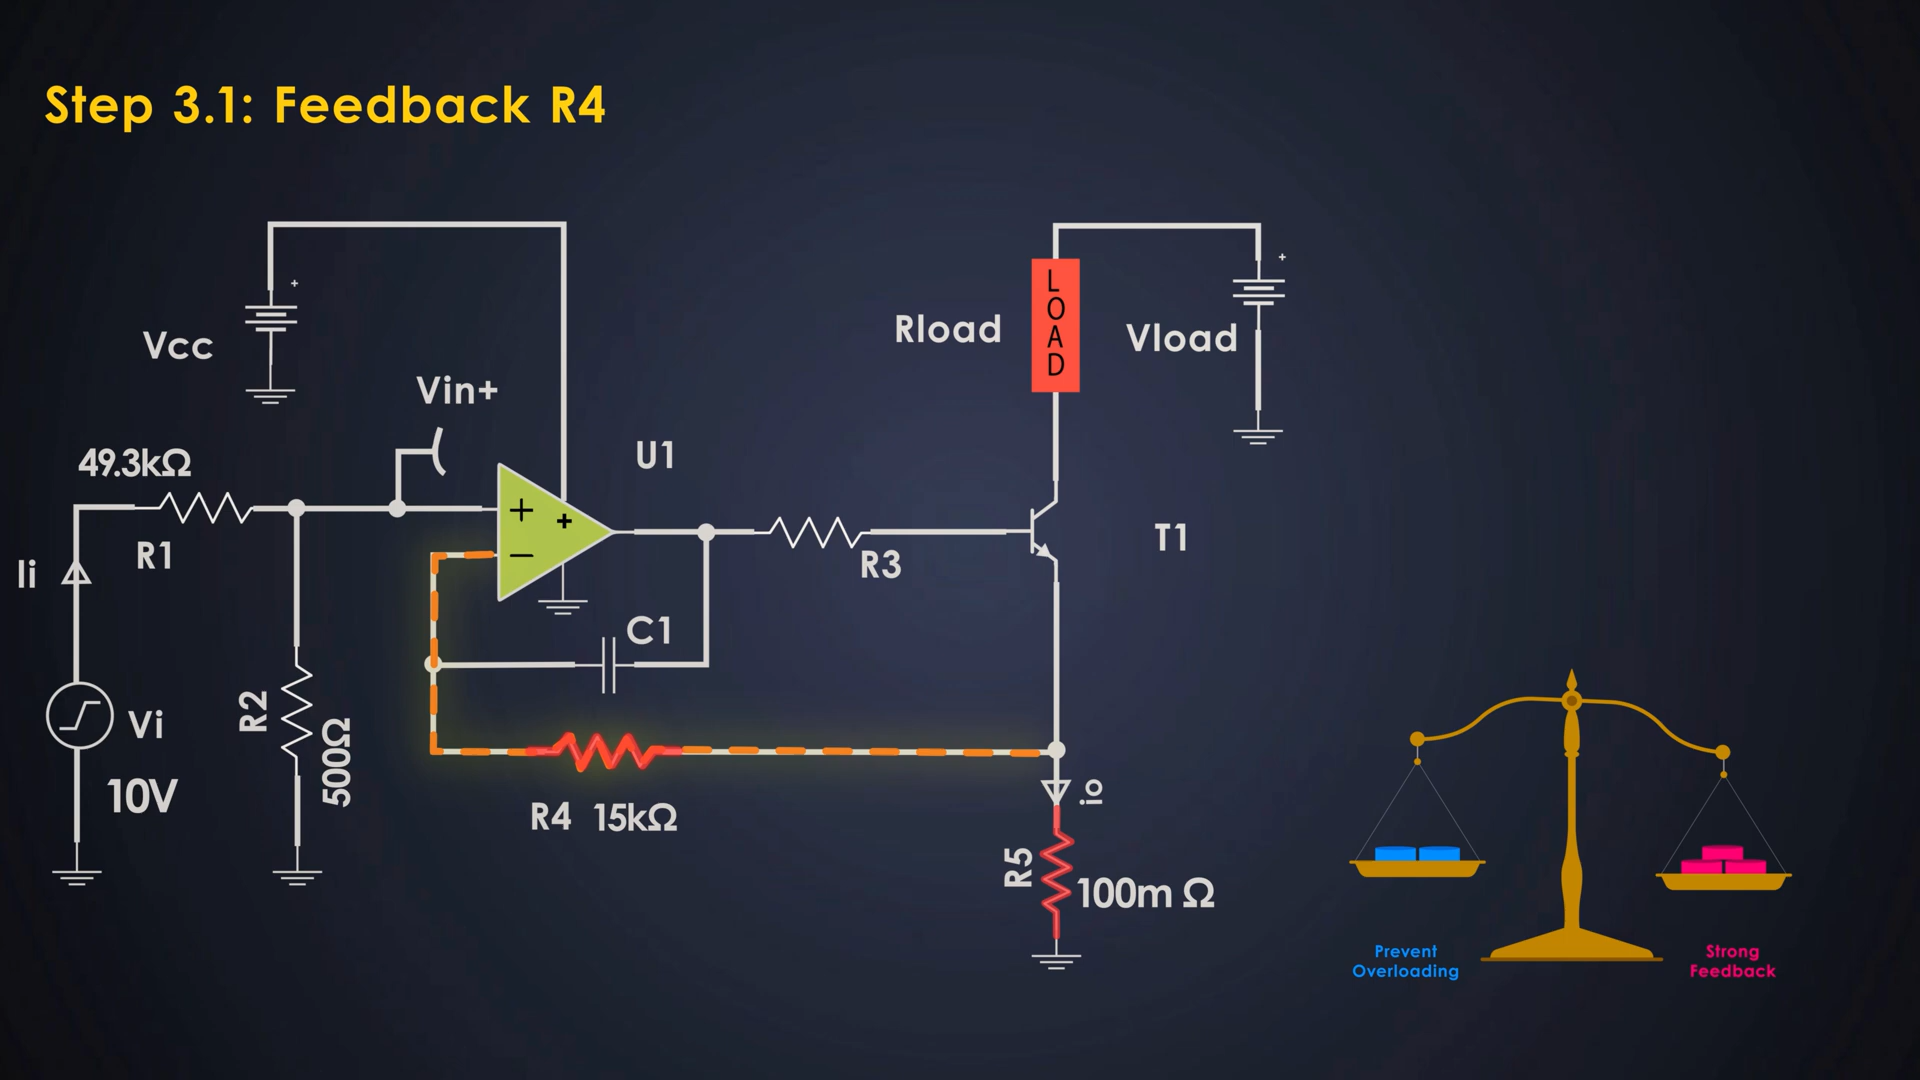 Step 3.1: Feedback R4
+
+
Rload
LOAD
Vload
Vcc
Vin+
49.3kΩ
U1
+
+
−
R1
R3
T1
Ii
C1
R2
500Ω
Vi
10V
R4 15kΩ
io
R5
100m Ω
Prevent
Overloading
Strong
Feedback